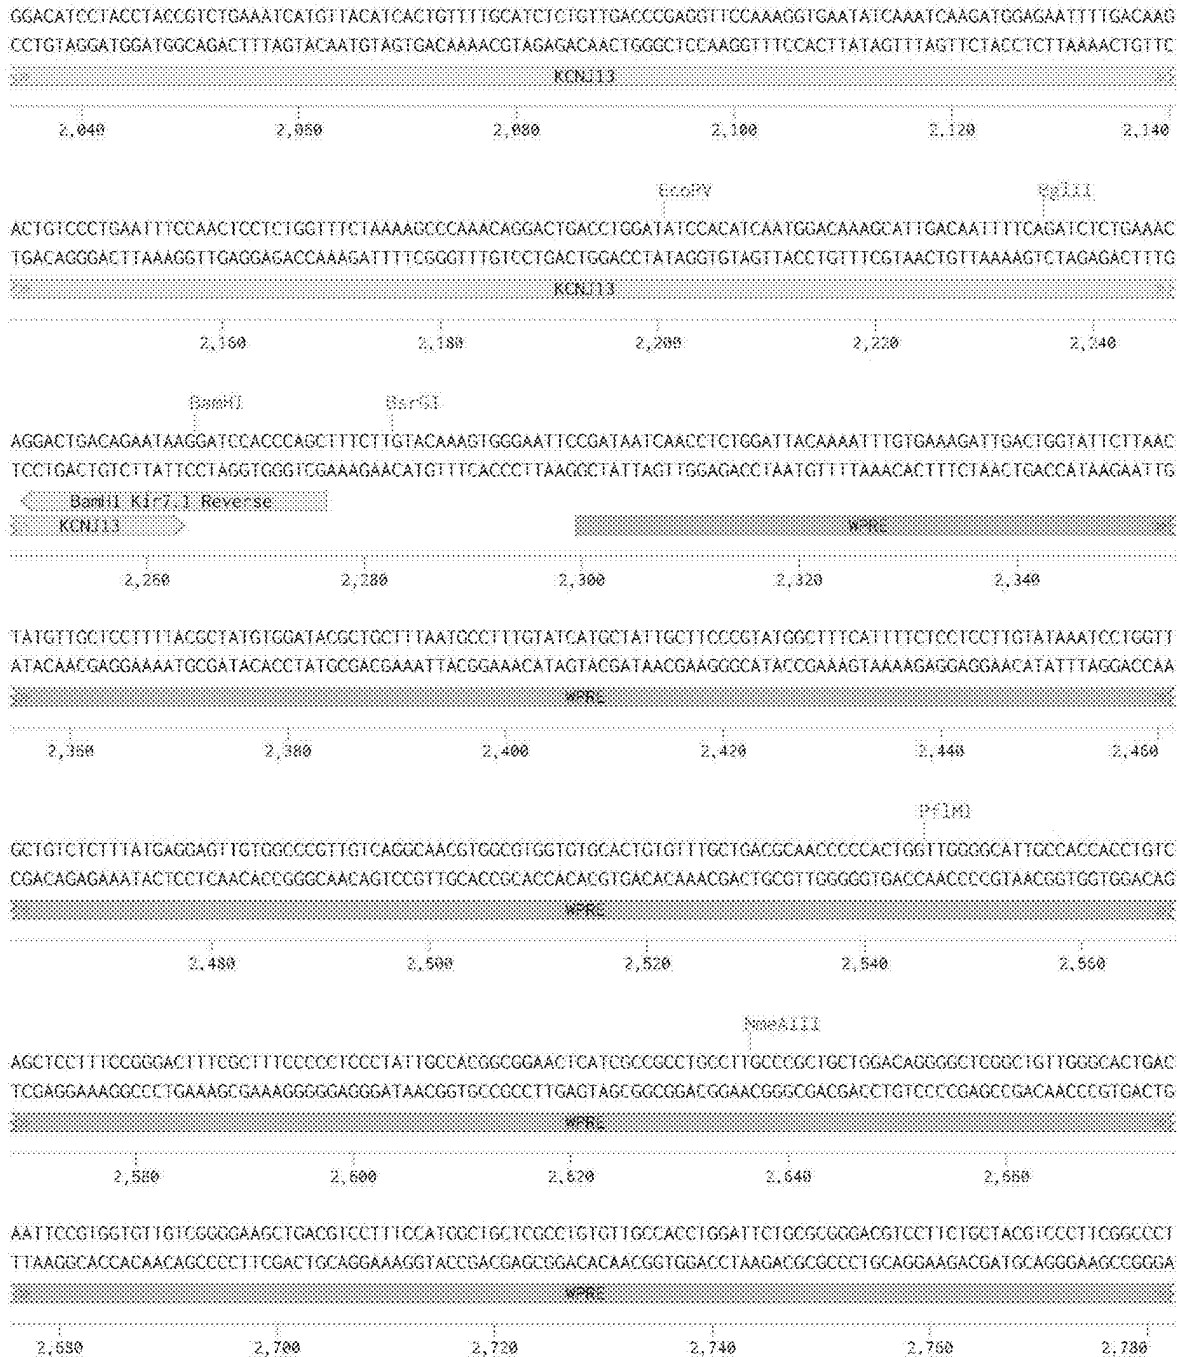 GGACATCCTACCTACCGTCTGAAATCATGTTACATCACTGTTTTGCATCTCTGTTGACCCGAGGTTCCAAAGGTGAATATCAAATCAAGATGGAGAATTTTGACAAG
CCTGTAGGATGGATGGCAGACTTTAGTACAATGTAGTGACAAAACGTAGAGACAACTGGGCTCCAAGGTTTCCACTTATAGTTTAGTTCTACCTCTTAAAACTGTTC
KCNJ13
2,040 2,060 2,080 2,100 2,120 2,140
EcoRV BglII
ACTGTCCCTGAATTTCCAACTCCTCTGGTTTCTAAAAGCCCAAACAGGACTGACCTGGATATCCACATCAATGGACAAAGCATTGACAATTTTCAGATCTCTGAAAC
TGACAGGGACTTAAAGGTTGAGGAGACCAAAGATTTTCGGGTTTGTCCTGACTGGACCTATAGGTGTAGTTACCTGTTTCGTAACTGTTAAAAGTCTAGAGACTTTG
KCNJ13
2,160 2,180 2,200 2,220 2,240
BamHI BsrGI
AGGACTGACAGAATAAGGATCCACCCAGCTTTCTTGTACAAAGTGGGAATTCCGATAATCAACCTCTGGATTACAAAATTTGTGAAAGATTGACTGGTATTCTTAAC
TCCTGACTGTCTTATTCCTAGGTGGGTCGAAAGAACATGTTTCACCCTTAAGGCTATTAGTTGGAGACCTAATGTTTTAAACACTTTCTAACTGACCATAAGAATTG
BamH1 Kir7.1 Reverse
KCNJ13 WPRE
2,260 2,280 2,300 2,320 2,340
TATGTTGCTCCTTTTACGCTATGTGGATACGCTGCTTTAATGCCTTTGTATCATGCTATTGCTTCCCGTATGGCTTTCATTTTCTCCTCCTTGTATAAATCCTGGTT
ATACAACGAGGAAAATGCGATACACCTATGCGACGAAATTACGGAAACATAGTACGATAACGAAGGGCATACCGAAAGTAAAAGAGGAGGAACATATTTAGGACCAA
WPRE
2,360 2,380 2,400 2,420 2,440 2,460
PflMI
GCTGTCTCTTTATGAGGAGTTGTGGCCCGTTGTCAGGCAACGTGGCGTGGTGTGCACTGTGTTTGCTGACGCAACCCCCACTGGTTGGGGCATTGCCACCACCTGTC
CGACAGAGAAATACTCCTCAACACCGGGCAACAGTCCGTTGCACCGCACCACACGTGACACAAACGACTGCGTTGGGGGTGACCAACCCCGTAACGGTGGTGGACAG
WPRE
2,480 2,500 2,520 2,540 2,560
NmeAIII
AGCTCCTTTCCGGGACTTTCGCTTTCCCCCTCCCTATTGCCACGGCGGAACTCATCGCCGCCTGCCTTGCCCGCTGCTGGACAGGGGCTCGGCTGTTGGGCACTGAC
TCGAGGAAAGGCCCTGAAAGCGAAAGGGGGAGGGATAACGGTGCCGCCTTGAGTAGCGGCGGACGGAACGGGCGACGACCTGTCCCCGAGCCGACAACCCGTGACTG
WPRE
2,580 2,600 2,620 2,640 2,660
AATTCCGTGGTGTTGTCGGGGAAGCTGACGTCCTTTCCATGGCTGCTCGCCTGTGTTGCCACCTGGATTCTGCGCGGGACGTCCTTCTGCTACGTCCCTTCGGCCCT
TTAAGGCACCACAACAGCCCCTTCGACTGCAGGAAAGGTACCGACGAGCGGACACAACGGTGGACCTAAGACGCGCCCTGCAGGAAGACGATGCAGGGAAGCCGGGA
WPRE
2,680 2,700 2,720 2,740 2,760 2,780